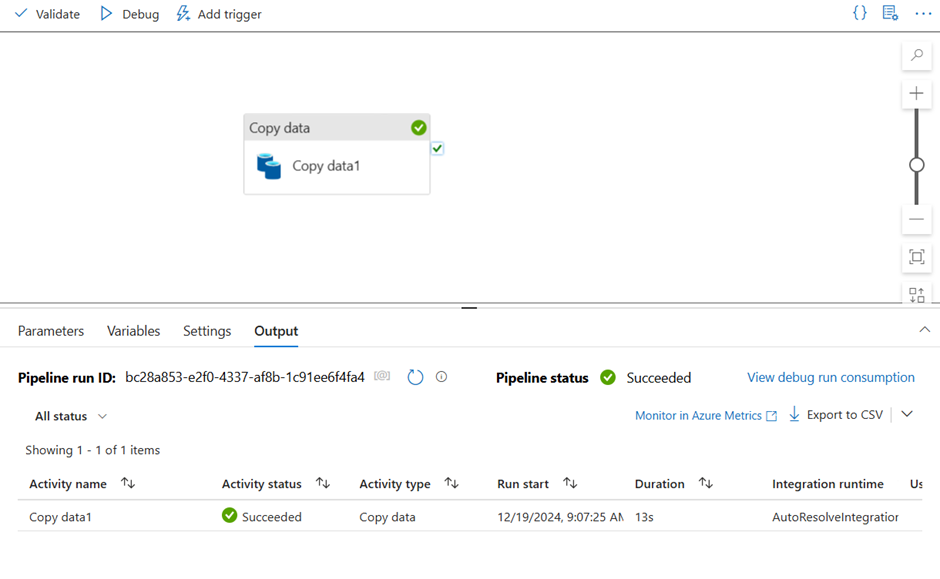 Validate Debug Add trigger {}
Copy data
Copy data1
Parameters Variables Settings Output
Pipeline run ID: bc28a853-e2f0-4337-af8b-1c91ee6f4fa4 Pipeline status Succeeded View debug run consumption
All status Monitor in Azure Metrics Export to CSV
Showing 1 - 1 of 1 items
Activity name Activity status Activity type Run start Duration Integration runtime Us
Copy data1 Succeeded Copy data 12/19/2024, 9:07:25 AM 13s AutoResolveIntegration